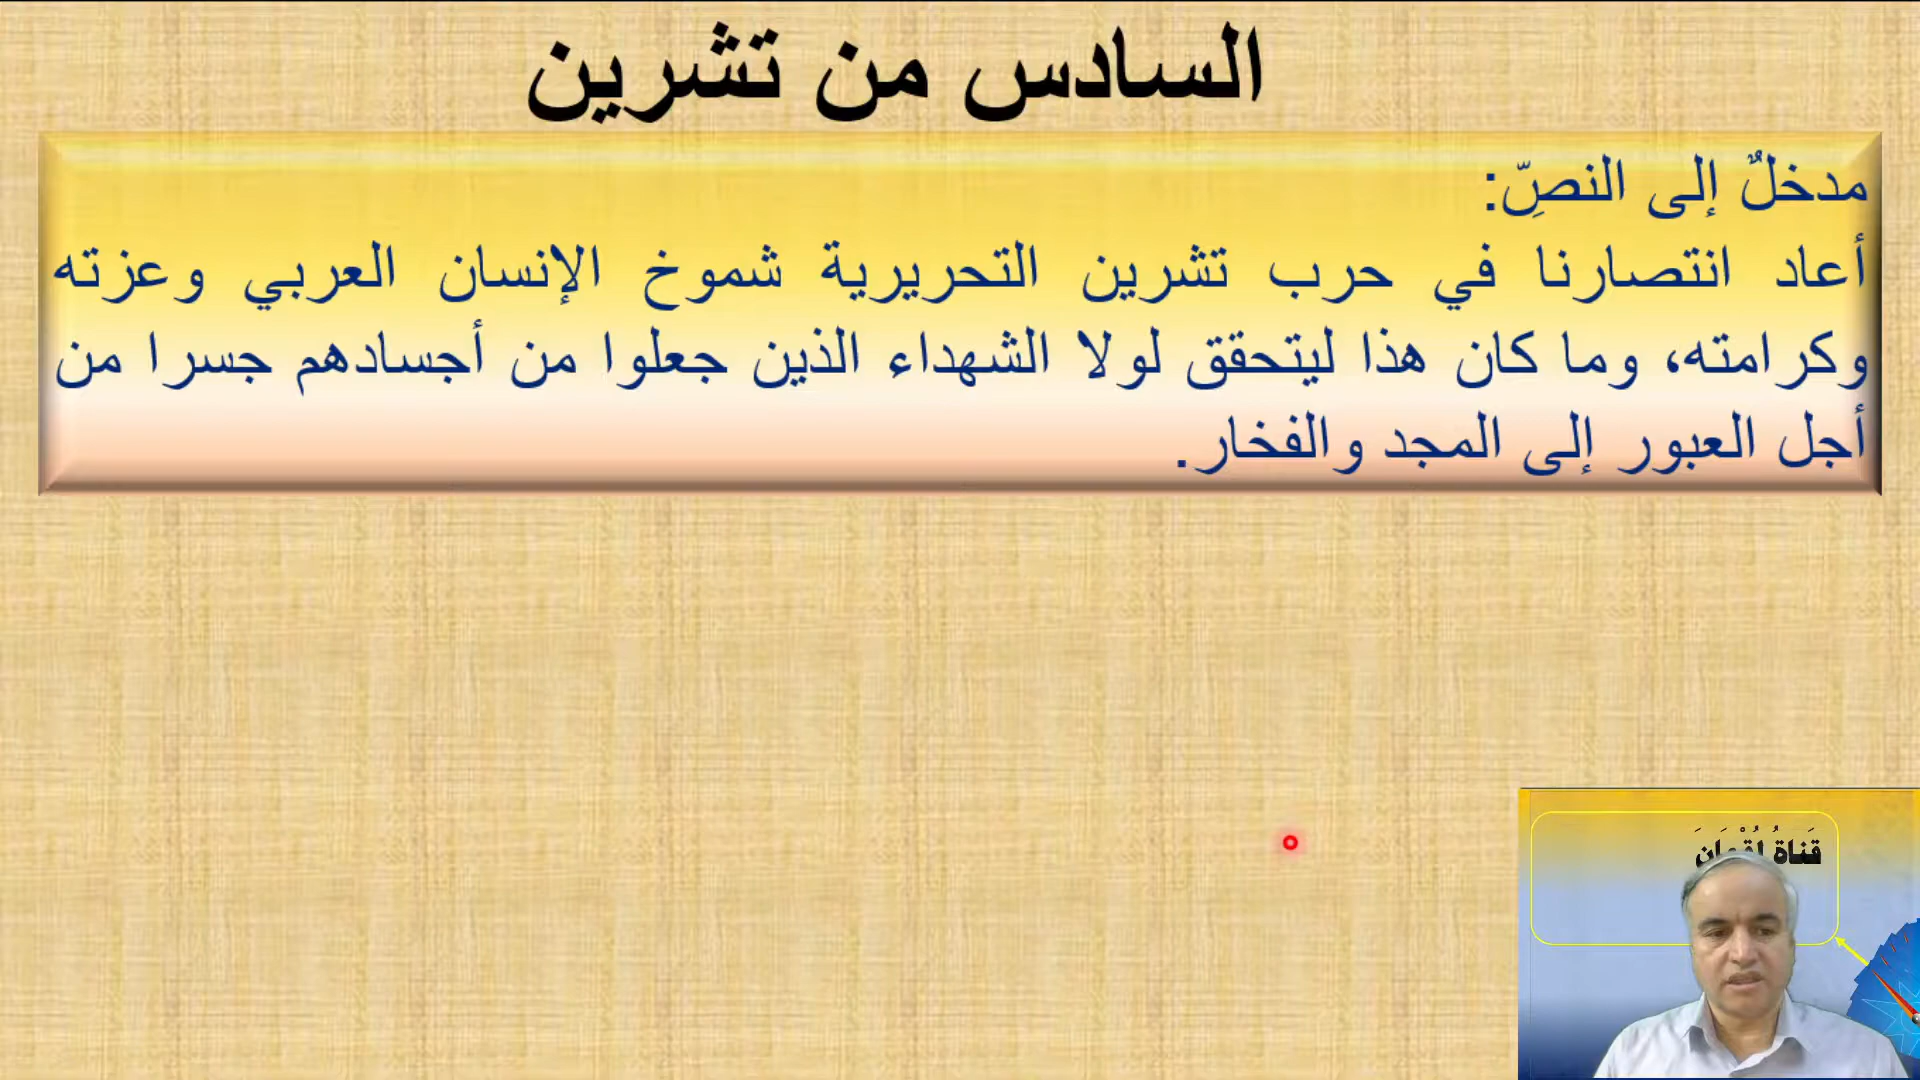 السادس من تشرين
مدخلٌ إلى النصِّ:
أعاد انتصارنا في حرب تشرين التحريرية شموخ الإنسان العربي وعزته
وكرامته، وما كان هذا ليتحقق لولا الشهداء الذين جعلوا من أجسادهم جسرا من
أجل العبور إلى المجد والفخار.
قَناةُ